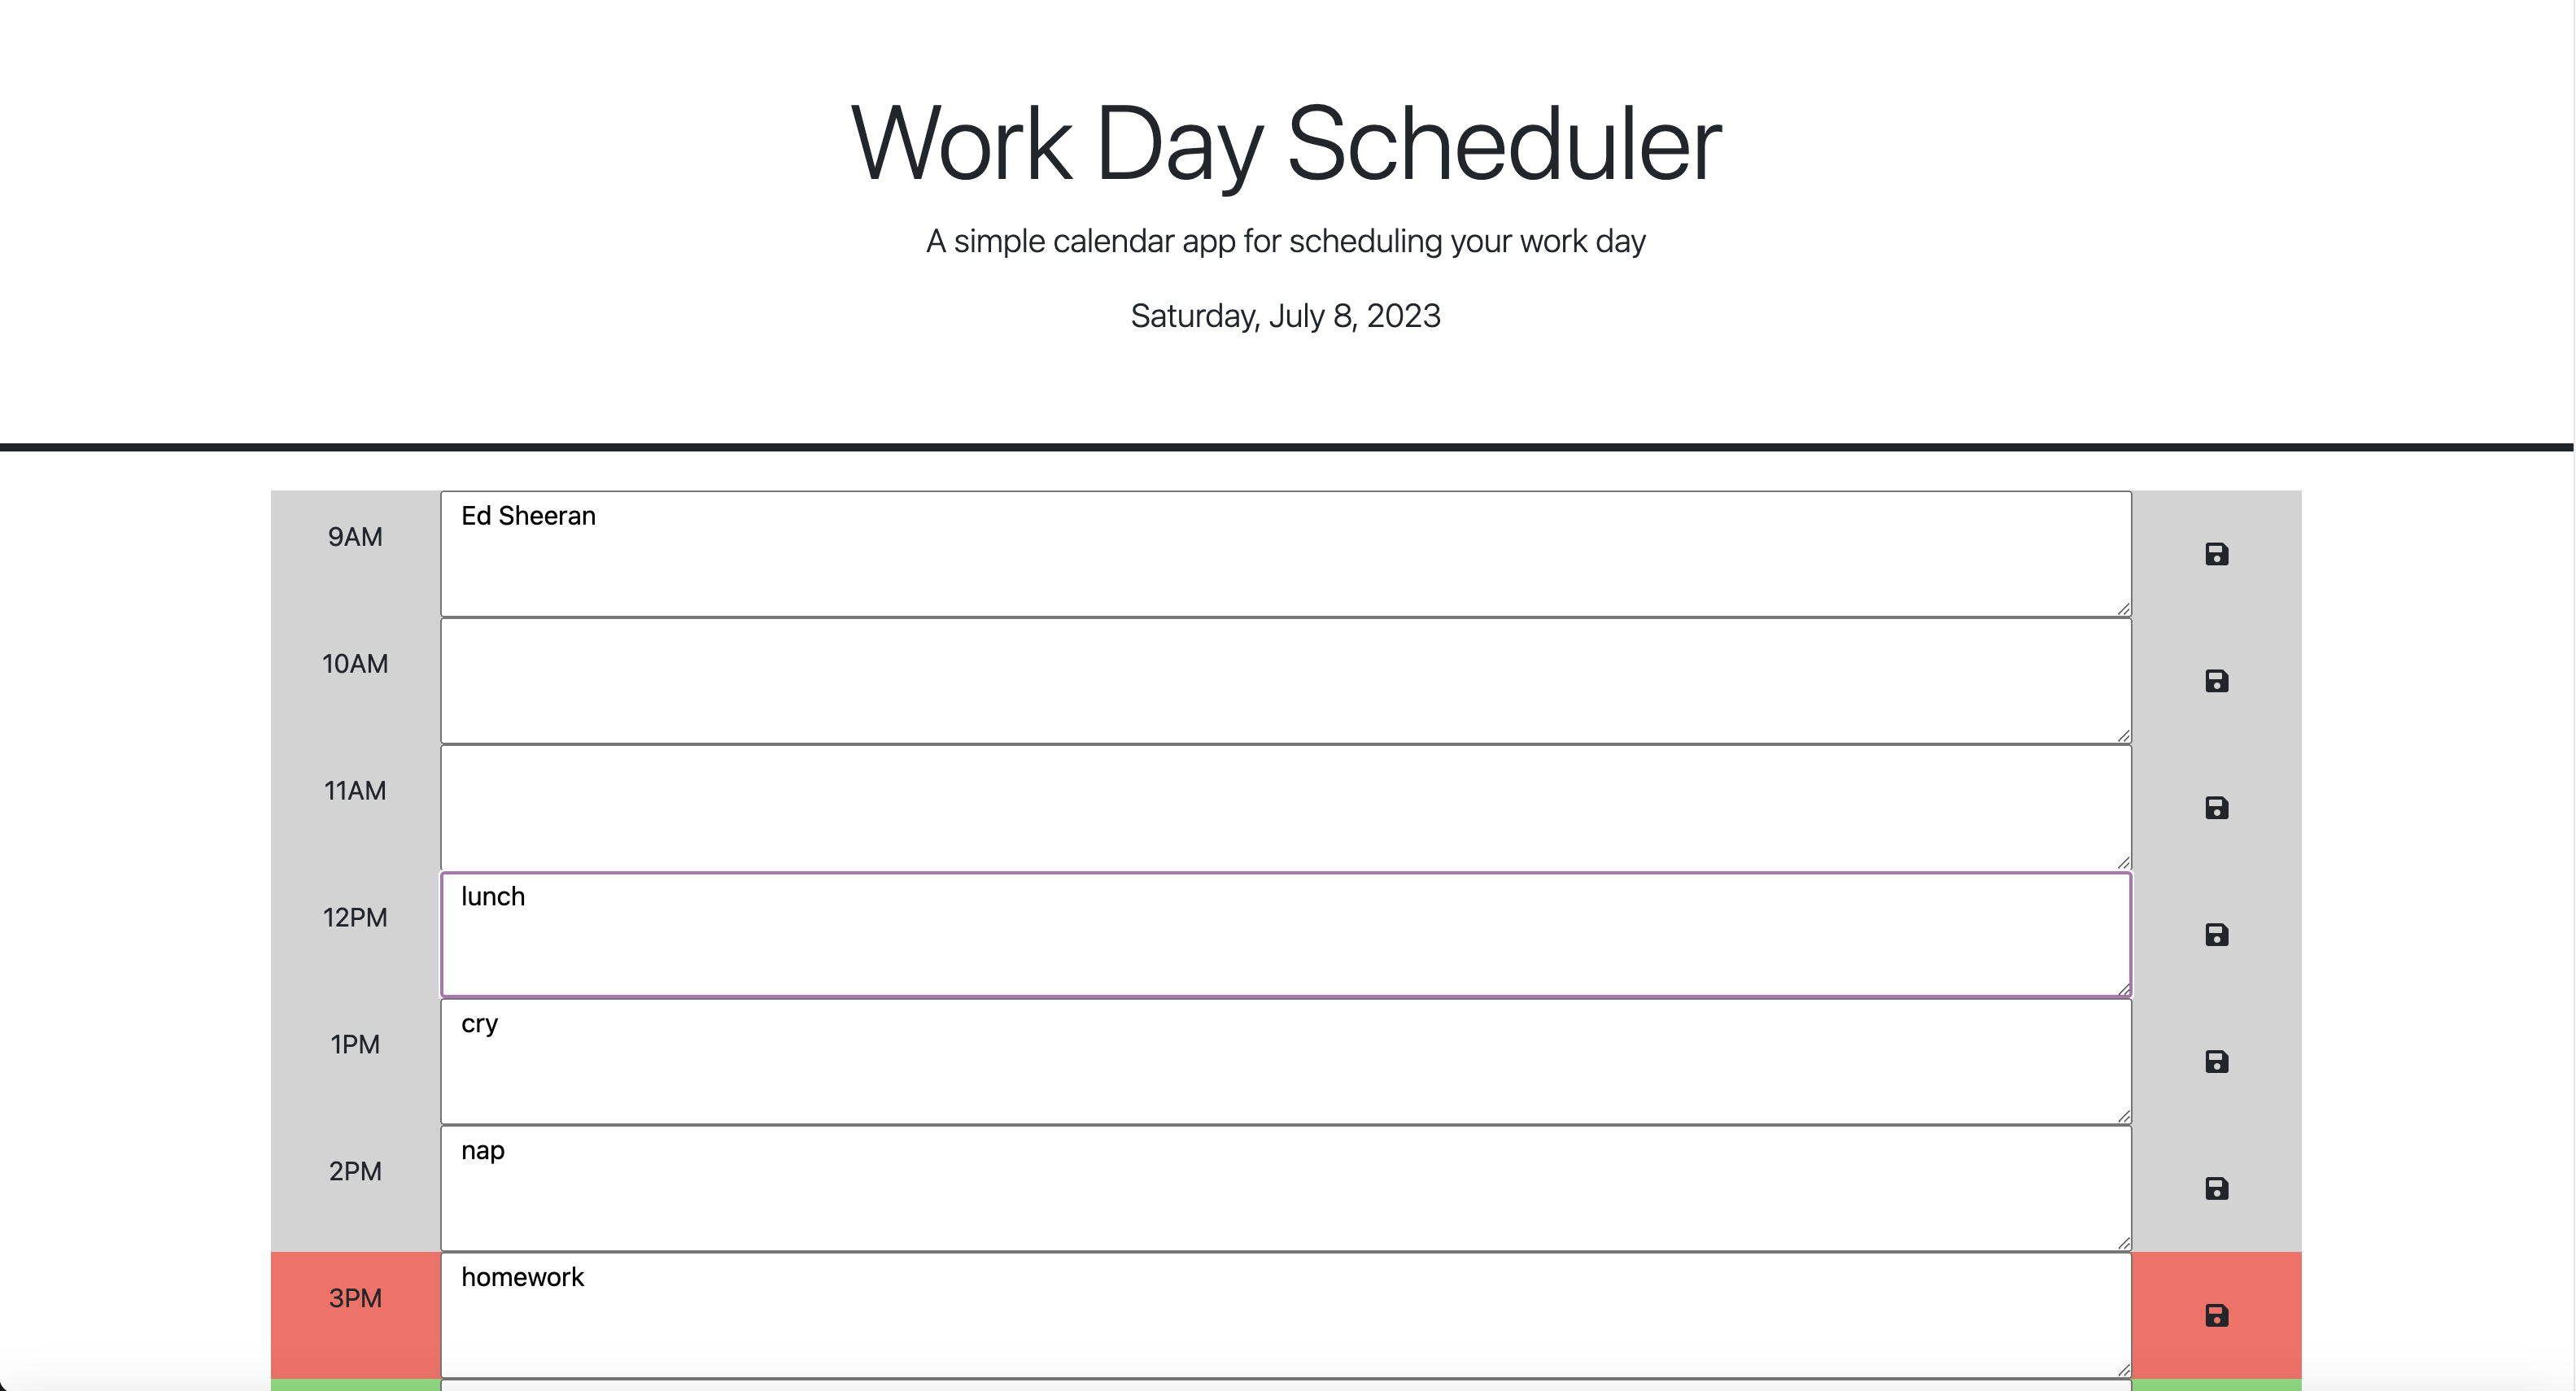 Work Day Scheduler
A simple calendar app for scheduling your work day
Saturday, July 8, 2023
9AM
Ed Sheeran
10AM
11AM
12PM
lunch
1PM
cry
2PM
nap
3PM
homework